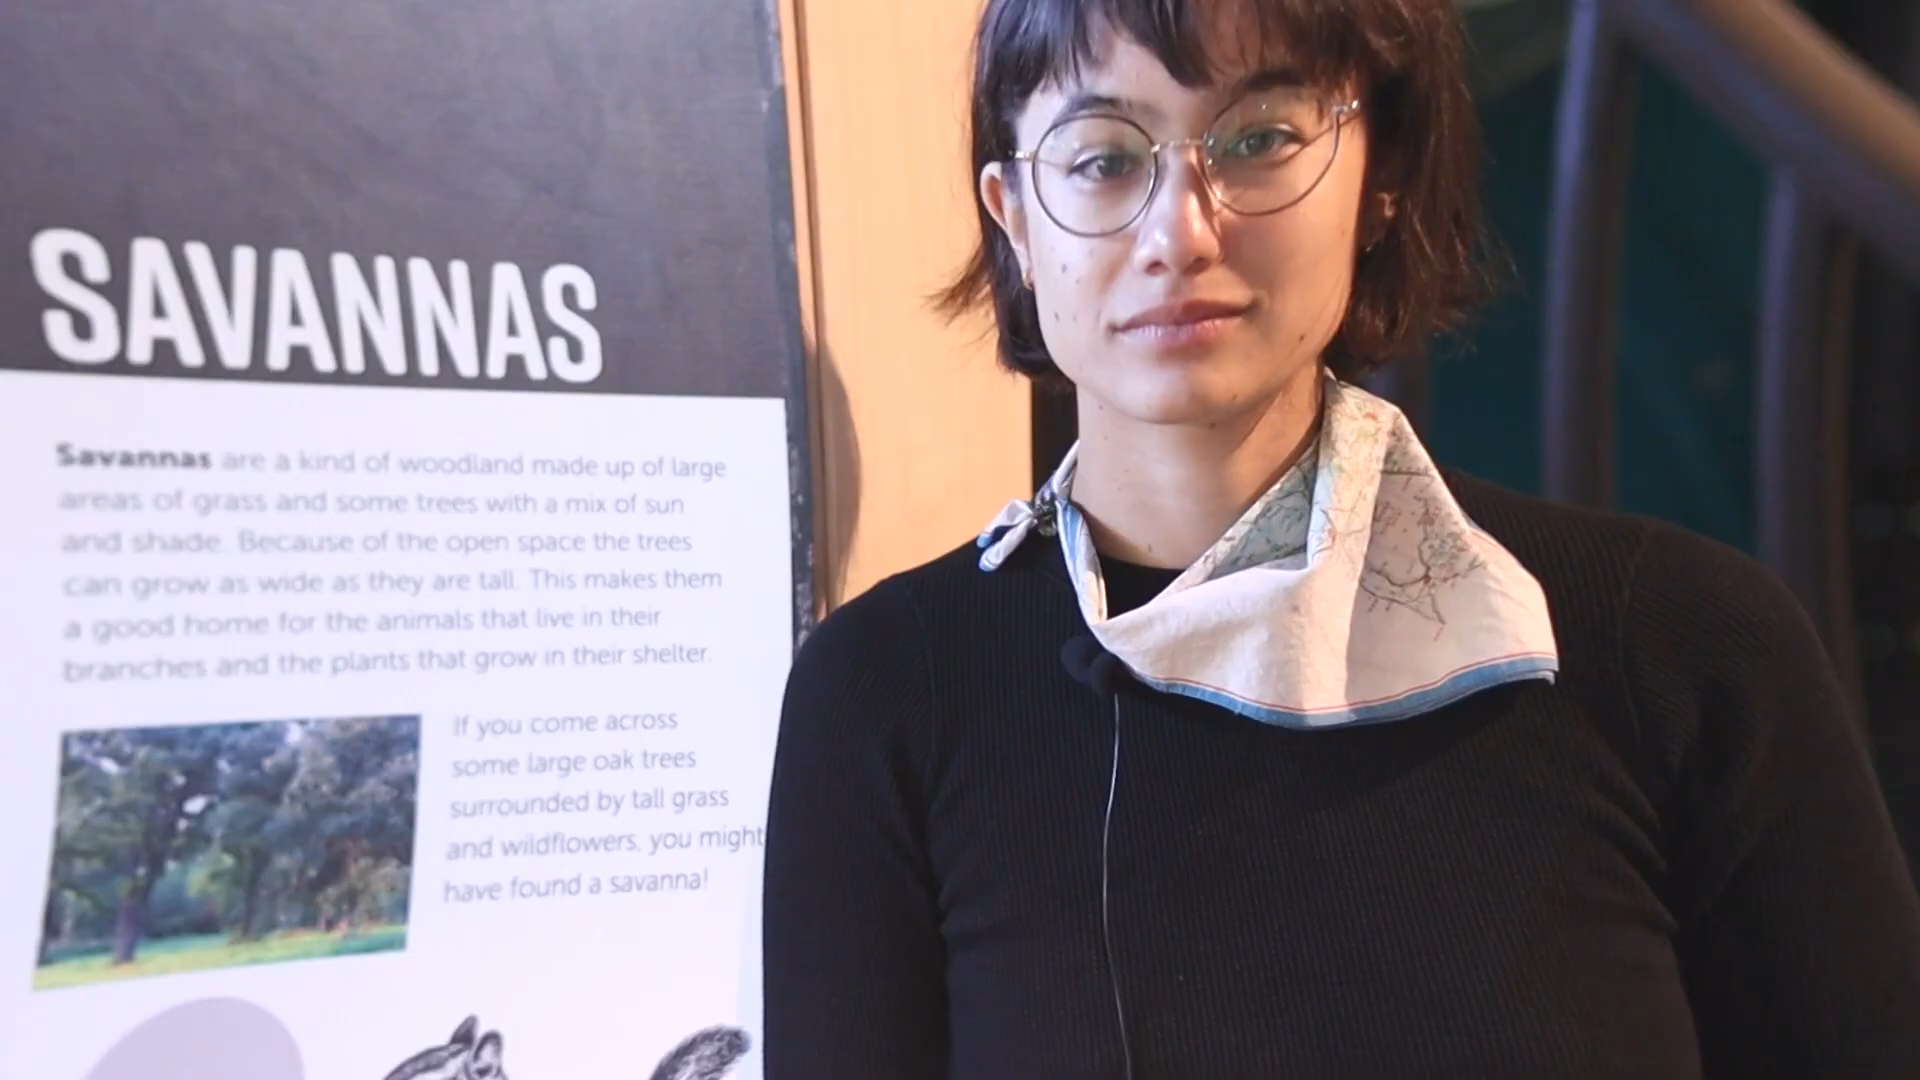 SAVANNAS
Savannas are a kind of woodland made up of large
areas of grass and some trees with a mix of sun
and shade. Because of the open space the trees
can grow as wide as they are tall. This makes them
a good home for the animals that live in their
branches and the plants that grow in their shelter.
If you come across
some large oak trees
surrounded by tall grass
and wildflowers, you might
have found a savanna!